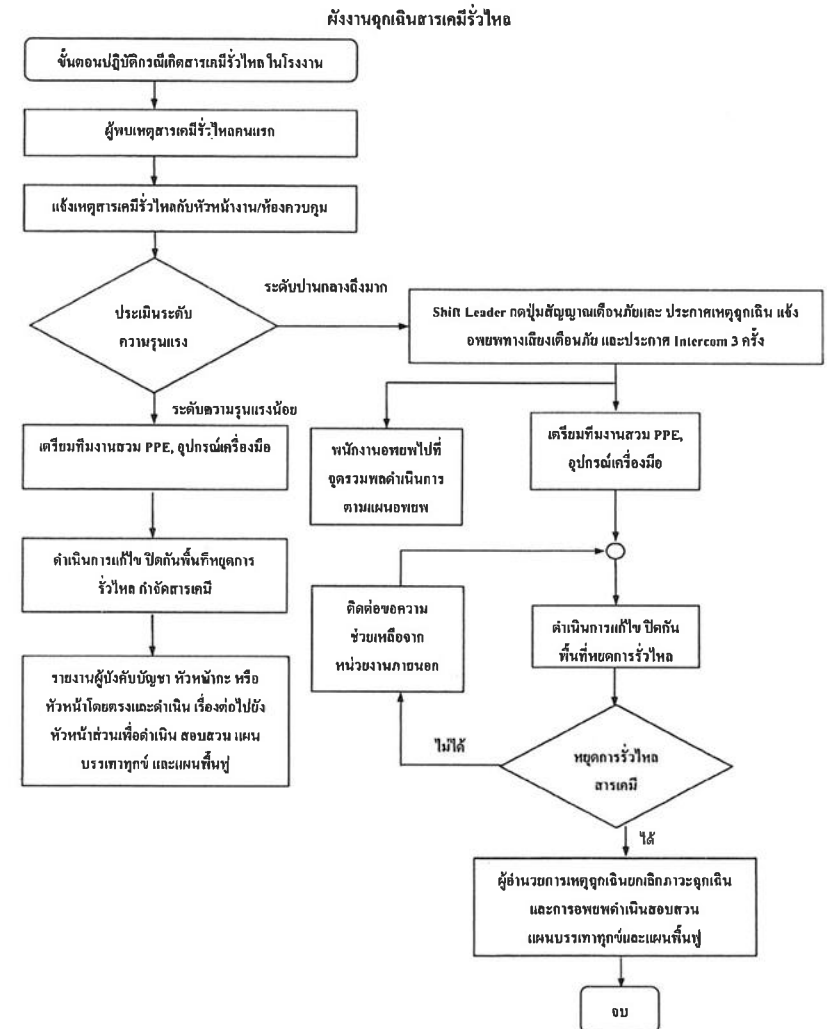 ผังงานฉุกเฉินสารเคมีรั่วไหล
ขั้นตอนปฏิบัติกรณีเกิดสารเคมีรั่วไหล ในโรงงาน
ผู้พบเหตุสารเคมีรั่วไหลคนแรก
แจ้งเหตุสารเคมีรั่วไหลกับหัวหน้างาน/ห้องควบคุม
ประเมินระดับ
ความรุนแรง
ระดับปานกลางถึงมาก
Shift Leader กดปุ่มสัญญาณเตือนภัยและ ประกาศเหตุฉุกเฉิน แจ้ง
อพยพทางเสียงเตือนภัย และประกาศ Intercom 3 ครั้ง
ระดับความรุนแรงน้อย
เตรียมทีมงานสวม PPE, อุปกรณ์เครื่องมือ
ดำเนินการแก้ไข ปิดกันพื้นที่หยุดการ
รั่วไหล กำจัดสารเคมี
รายงานผู้บังคับบัญชา หัวหน้ากะ หรือ
หัวหน้าโดยตรงและดำเนิน เรื่องต่อไปยัง
หัวหน้าส่วนเพื่อดำเนิน สอบสวน แผน
บรรเทาทุกข์ และแผนฟื้นฟู
พนักงานอพยพไปที่
จุดรวมพลดำเนินการ
ตามแผนอพยพ
เตรียมทีมงานสวม PPE,
อุปกรณ์เครื่องมือ
ติดต่อขอความ
ช่วยเหลือจาก
หน่วยงานภายนอก
ดำเนินการแก้ไข ปิดกัน
พื้นที่หยุดการรั่วไหล
ไม่ได้
หยุดการรั่วไหล
สารเคมี
ได้
ผู้อำนวยการเหตุฉุกเฉินยกเลิกภาวะฉุกเฉิน
และการอพยพดำเนินสอบสวน
แผนบรรเทาทุกข์และแผนฟื้นฟู
จบ